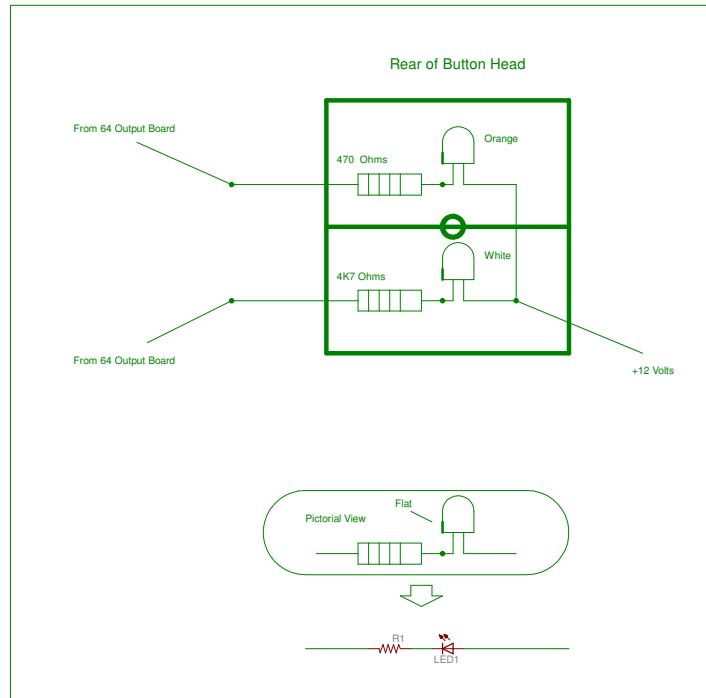 Rear of Button Head
From 64 Output Board
Orange
470 Ohms
White
4K7 Ohms
From 64 Output Board
+12 Volts
Flat
Pictorial View
R1
LED1